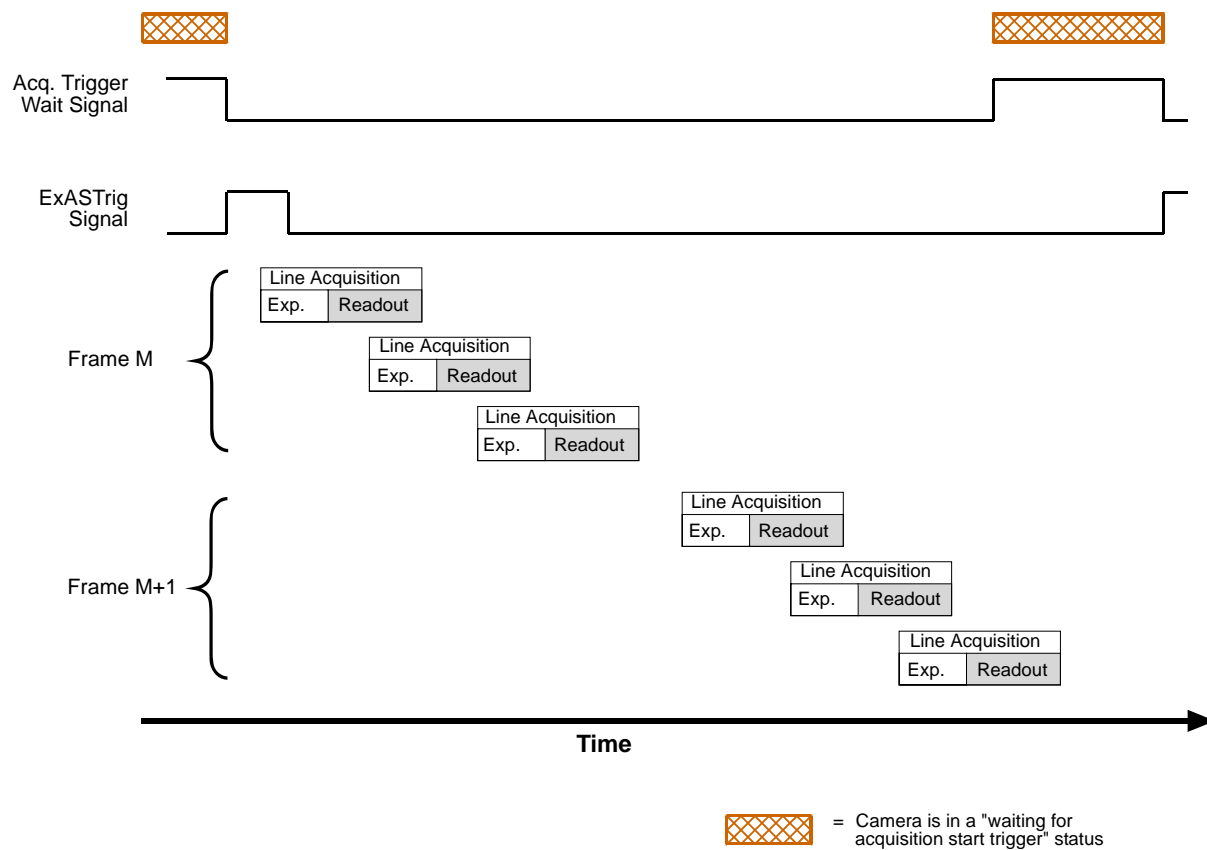 Acq. Trigger
Wait Signal
ExASTrig
Signal
Frame M
Line Acquisition
Exp. Readout
Line Acquisition
Exp. Readout
Line Acquisition
Exp. Readout
Frame M+1
Line Acquisition
Exp. Readout
Line Acquisition
Exp. Readout
Line Acquisition
Exp. Readout
Time
= Camera is in a "waiting for
acquisition start trigger" status